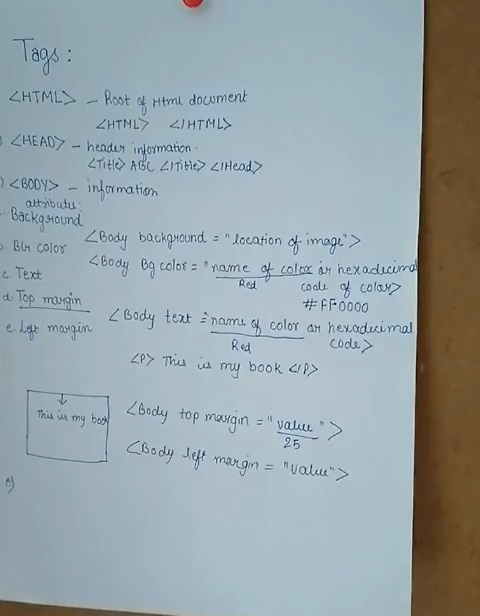 Tags :
<HTML> – Root of Html document
<HTML> </HTML>
) <HEAD> – header information.
<Title> ABC </Title> </Head>
) <BODY> – information
attributes:
Background
<Body background = "location of image">
Bg color
<Body Bg color = "name of color or hexadecimal
Red code of color>
c. Text
#FF0000
d. Top margin
<Body text = name of color or hexadecimal
e. Left margin
Red code>
<P> This is my book </P>
This is my book
<Body top margin = "value">
25
<Body left margin = "value">
e)